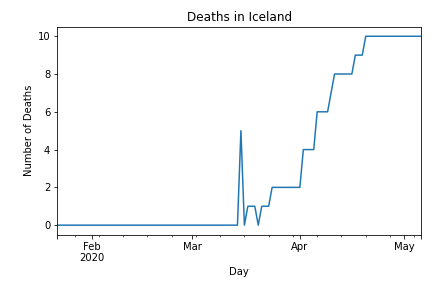 Deaths in Iceland
10
8
6
4
2
0
Number of Deaths
Feb
2020
Mar
Apr
May
Day